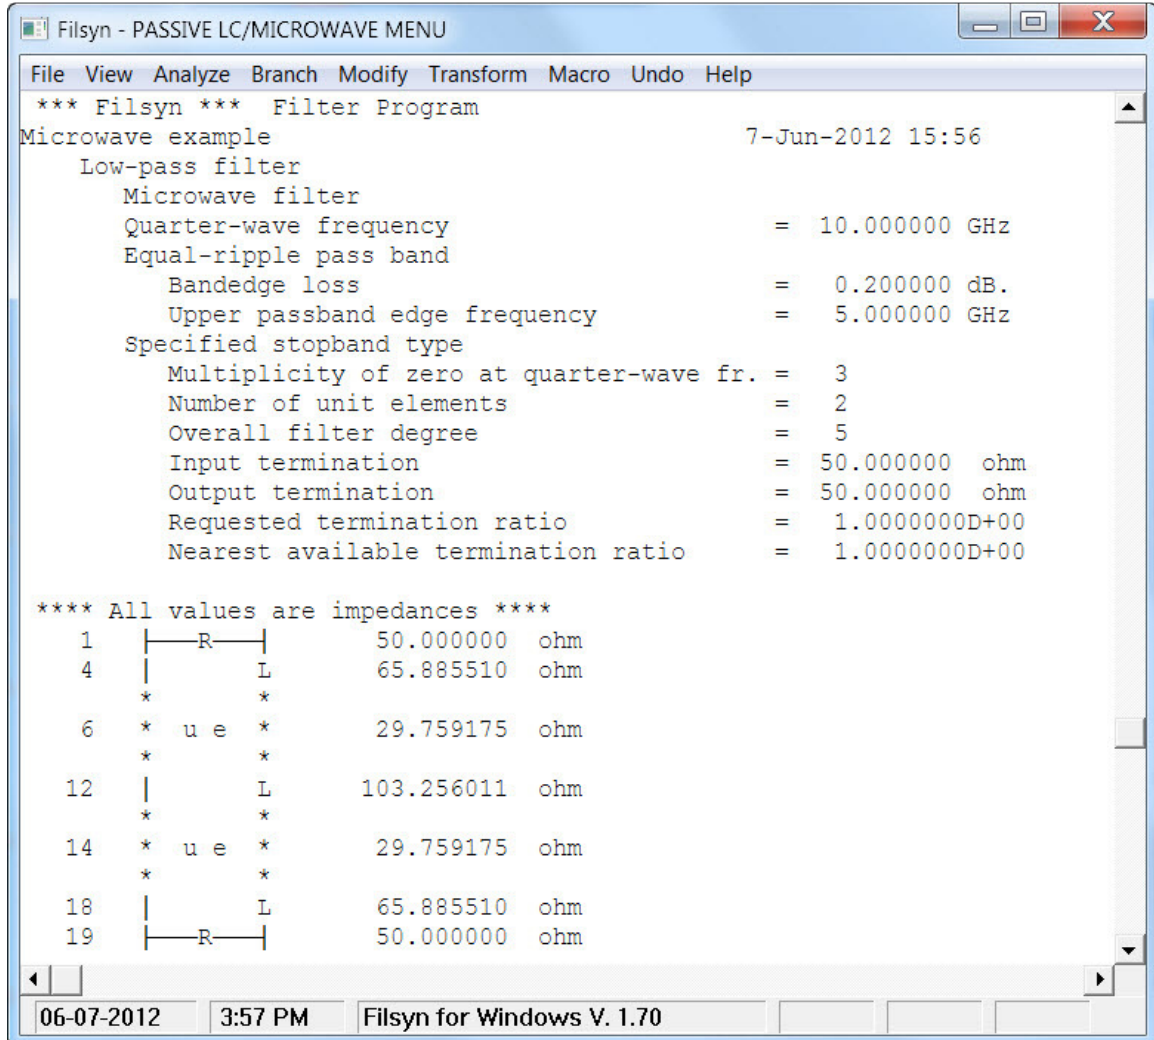 Filsyn - PASSIVE LC/MICROWAVE MENU
File View Analyze Branch Modify Transform Macro Undo Help
*** Filsyn *** Filter Program
Microwave example 7-Jun-2012 15:56
Low-pass filter
Microwave filter
Quarter-wave frequency = 10.000000 GHz
Equal-ripple pass band
Bandedge loss = 0.200000 dB.
Upper passband edge frequency = 5.000000 GHz
Specified stopband type
Multiplicity of zero at quarter-wave fr. = 3
Number of unit elements = 2
Overall filter degree = 5
Input termination = 50.000000 ohm
Output termination = 50.000000 ohm
Requested termination ratio = 1.0000000D+00
Nearest available termination ratio = 1.0000000D+00
**** All values are impedances ****
1 ├──R──┤ 50.000000 ohm
4 │ L 65.885510 ohm
* *
6 * u e * 29.759175 ohm
* *
12 │ L 103.256011 ohm
* *
14 * u e * 29.759175 ohm
* *
18 │ L 65.885510 ohm
19 ├──R──┤ 50.000000 ohm
06-07-2012 3:57 PM Filsyn for Windows V. 1.70